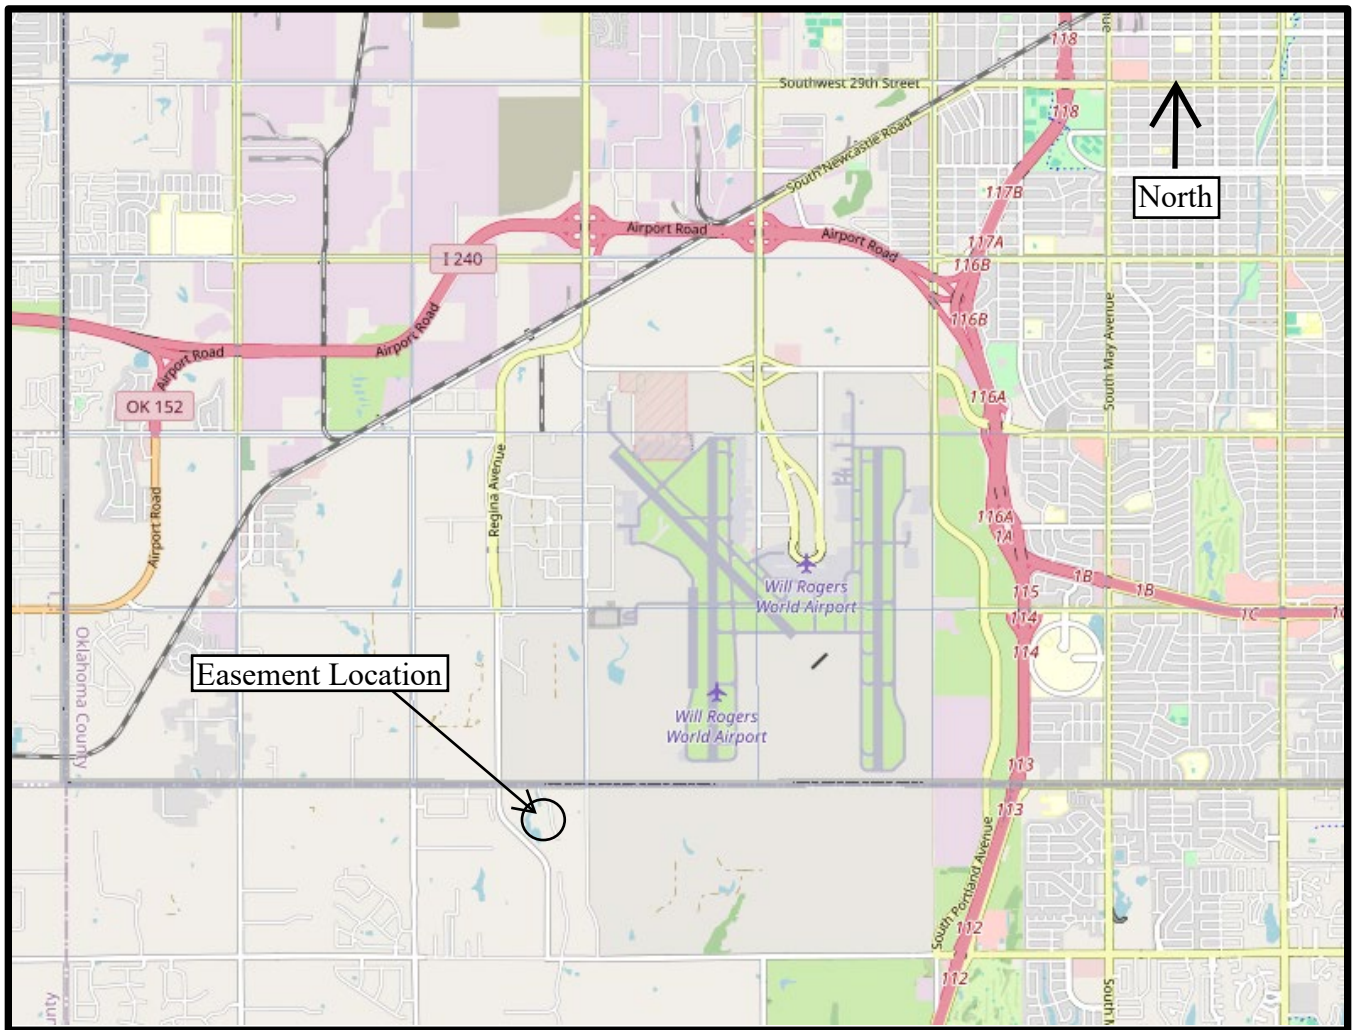 118
ne
Southwest 29th Street
118
South Newcastle Road
117B
North
Airport Road
Airport Road
117A
I 240
116B
116B
Airport Road
Airport Road
South May Avenue
OK 152
116A
Regina Avenue
Airport Road
116A
1A
Will Rogers
World Airport
1B
1B
115
1C
114
114
Oklahoma County
Easement Location
Will Rogers
World Airport
113
113
South Portland Avenue
112
112
unty
South M